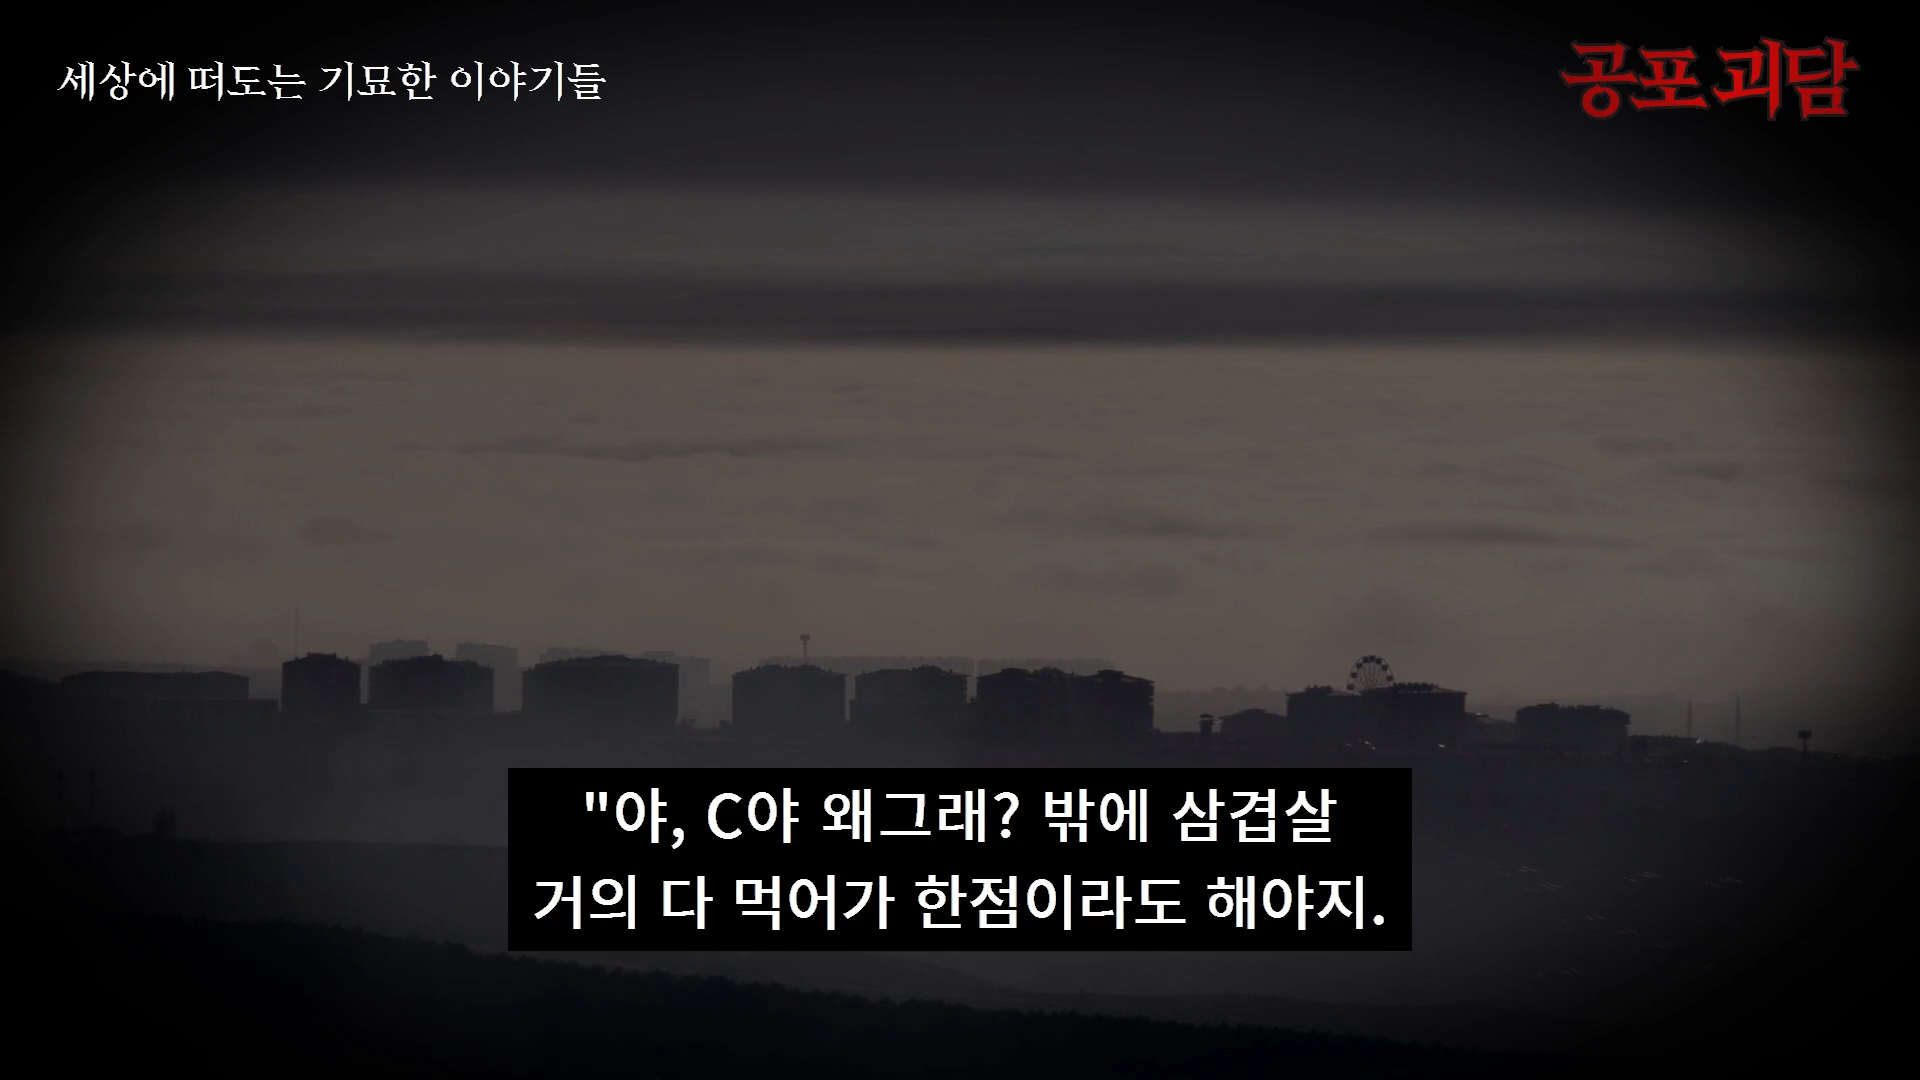 세상에 떠도는 기묘한 이야기들
공포 괴담
"야, C야 왜그래? 밖에 삼겹살
거의 다 먹어가 한점이라도 해야지.